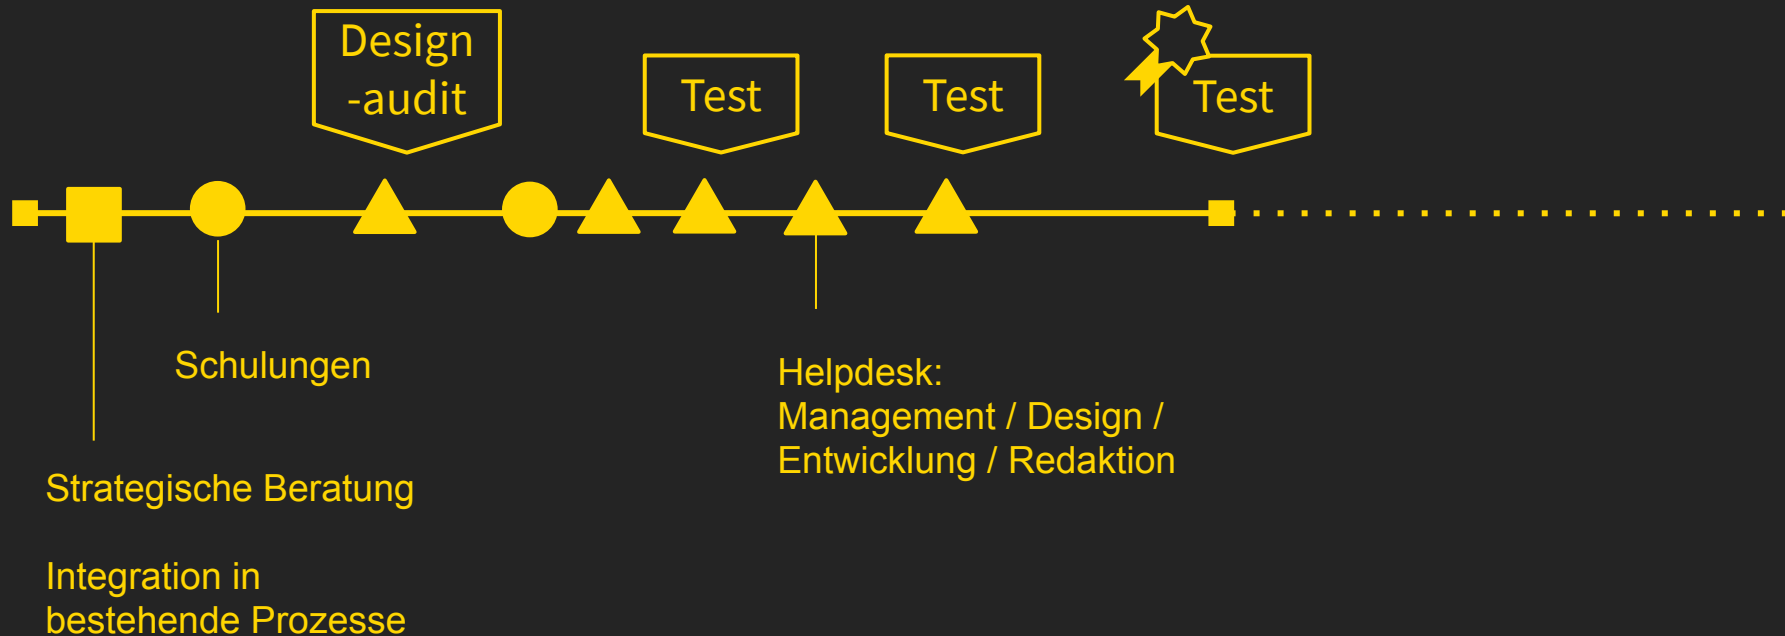 Design
-audit
Test
Test
Test
Schulungen
Helpdesk:
Management / Design /
Entwicklung / Redaktion
Strategische Beratung
Integration in
bestehende Prozesse